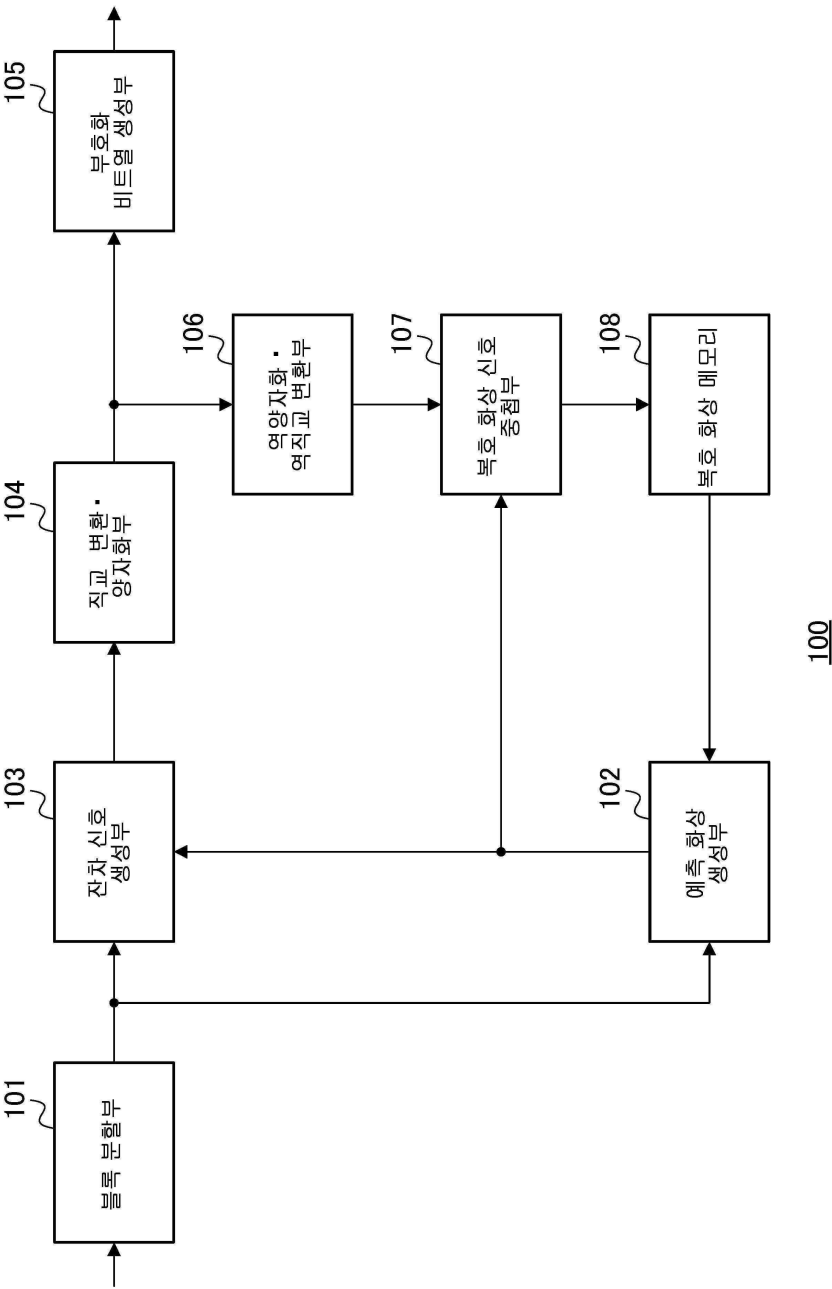 101
블록 분할부
103
잔차 신호
생성부
104
직교 변환·
양자화부
105
부호화
비트열 생성부
106
역양자화·
역직교 변환부
107
복호 화상 신호
중첩부
102
예측 화상
생성부
108
복호 화상 메모리
100